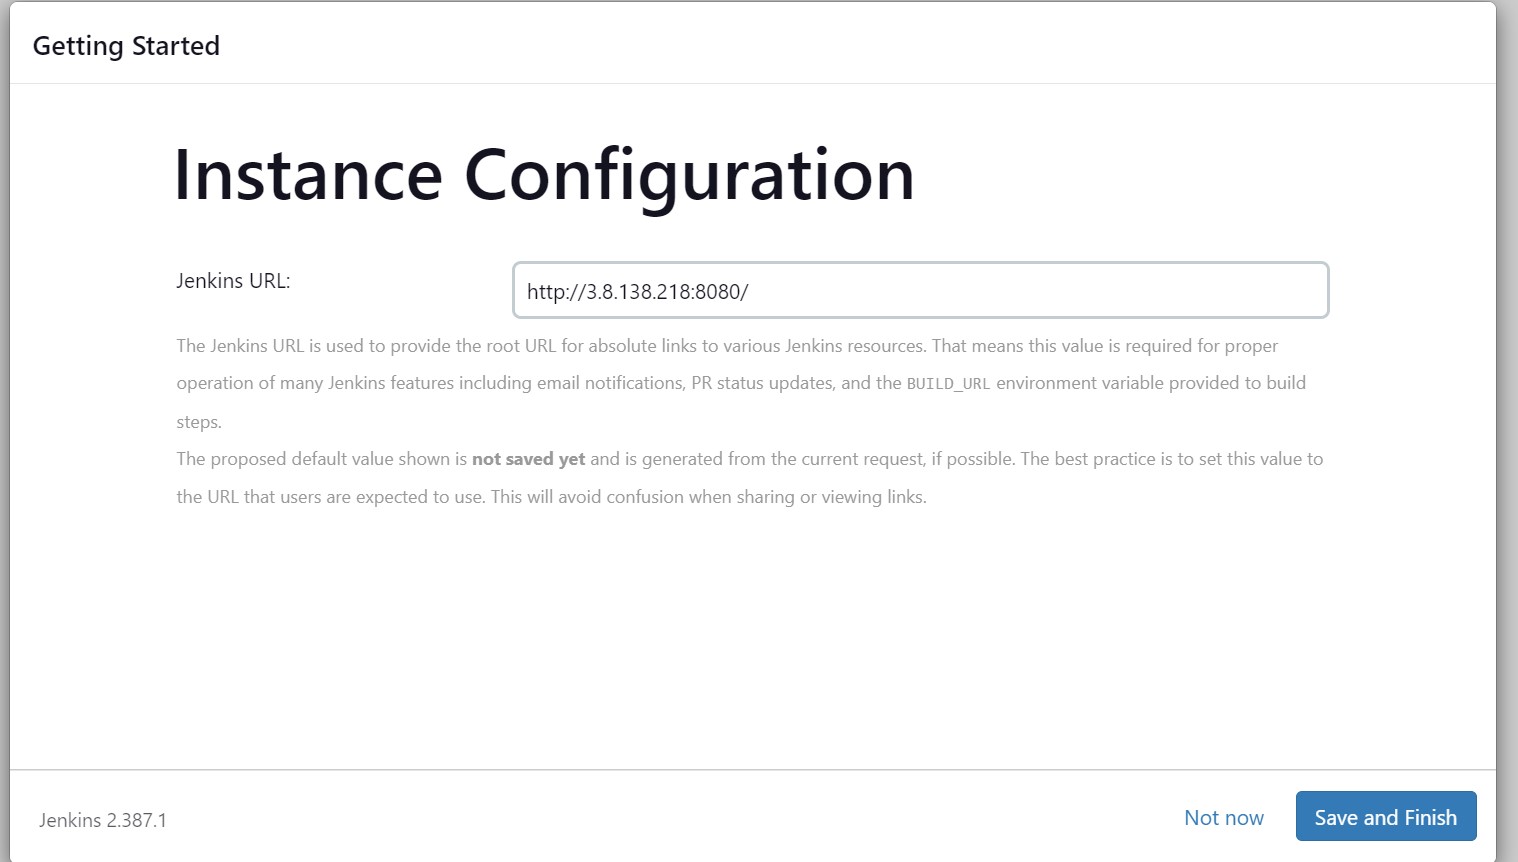 Getting Started
Instance Configuration
Jenkins URL:
http://3.8.138.218:8080/
The Jenkins URL is used to provide the root URL for absolute links to various Jenkins resources. That means this value is required for proper
operation of many Jenkins features including email notifications, PR status updates, and the BUILD_URL environment variable provided to build
steps.
The proposed default value shown is not saved yet and is generated from the current request, if possible. The best practice is to set this value to
the URL that users are expected to use. This will avoid confusion when sharing or viewing links.
Jenkins 2.387.1
Not now
Save and Finish